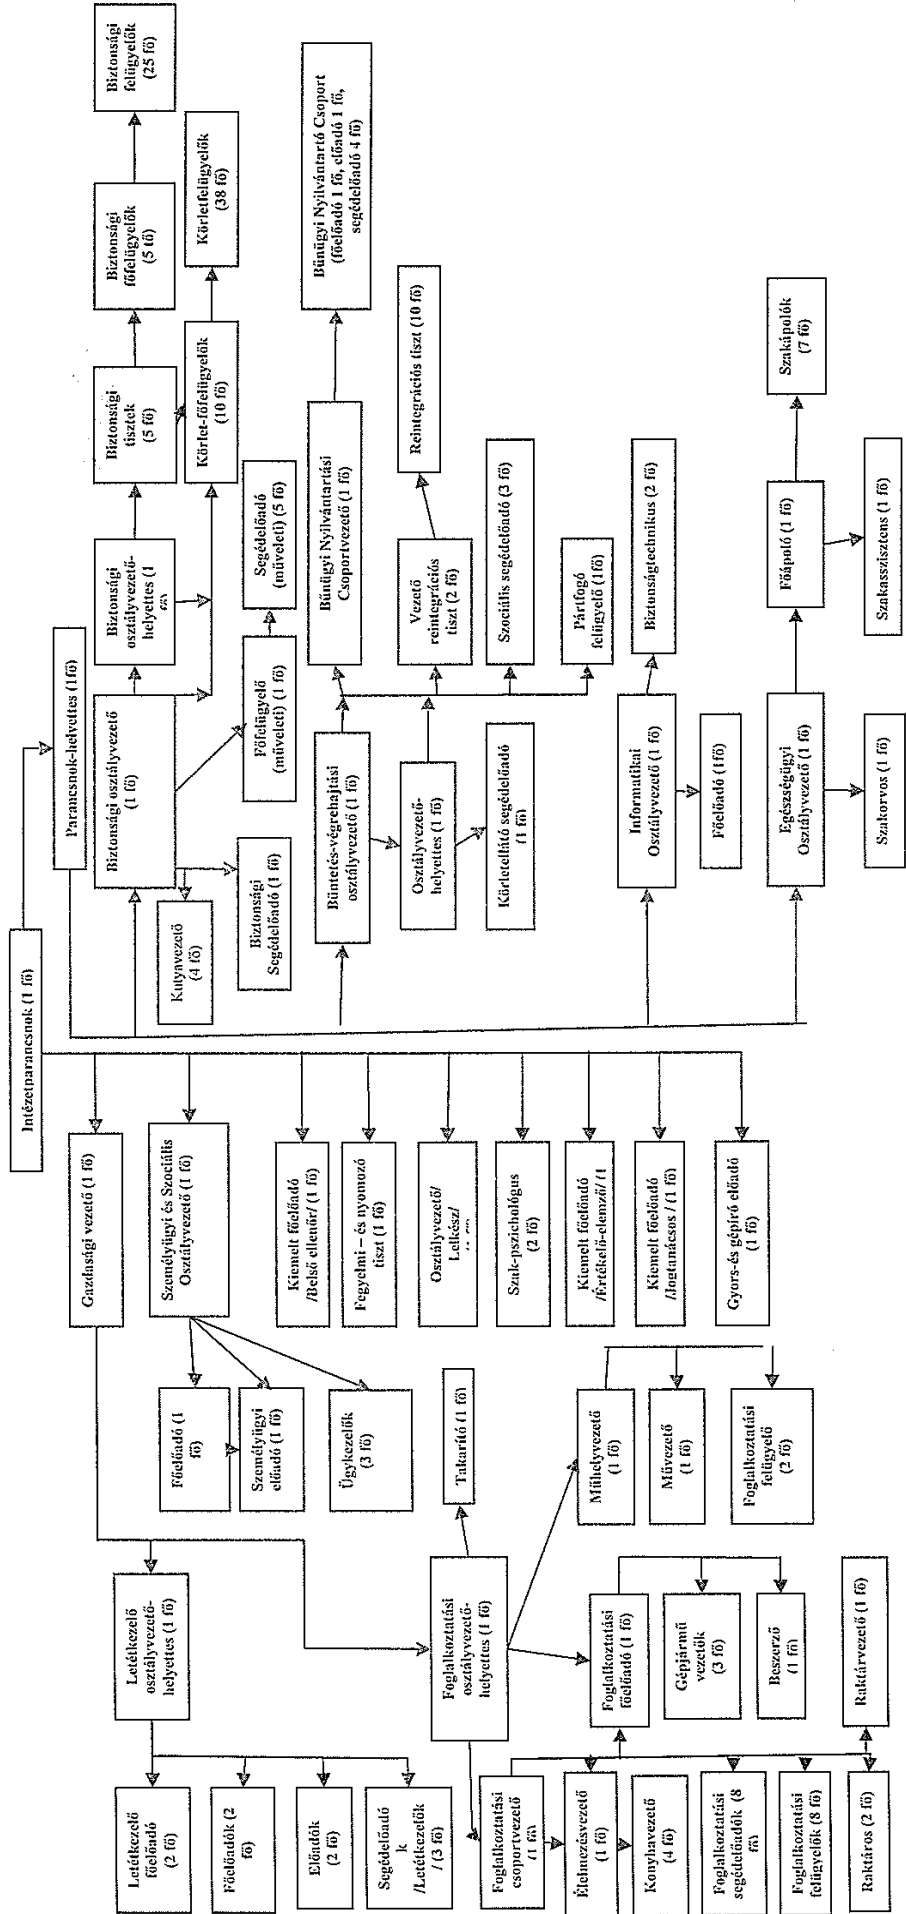 Intézetparancsnok (1 fő)
Parancsnok-helyettes (1fő)
Gazdasági vezető (1 fő)
Személyügyi és Szociális
Osztályvezető (1 fő)
Kiemelt főelőadó
/Belső ellenőr/ (1 fő)
Fegyelmi – és nyomozó
tiszt (1 fő)
Osztályvezető/
Lelkész/
Szak-pszichológus
(2 fő)
Kiemelt főelőadó
/Értékelő-elemző/ (1
Kiemelt főelőadó
/Jogtanácsos / (1 fő)
Gyors-és gépíró előadó
(1 fő)
Biztonsági osztályvezető
(1 fő)
Biztonsági
osztályvezető-
helyettes (1
Biztonsági
tisztek
(5 fő)
Biztonsági
főfelügyelők
(5 fő)
Biztonsági
felügyelők
(25 fő)
Körlet-főfelügyelők
(10 fő)
Körletfelügyelők
(38 fő)
Kutyavezető
(4 fő)
Biztonsági
Segédelőadó (1 fő)
Főfelügyelő
(műveleti) (1 fő)
Segédelőadó
(műveleti) (5 fő)
Büntetés-végrehajtási
osztályvezető (1 fő)
Bűnügyi Nyilvántartási
Csoportvezető (1 fő)
Bűnügyi Nyilvántartó Csoport
(főelőadó 1 fő, előadó 1 fő,
segédelőadó 4 fő)
Osztályvezető-
helyettes (1 fő)
Vezető
reintegrációs
tiszt (2 fő)
Reintegrációs tiszt (10 fő)
Körletellátó segédelőadó
(1 fő)
Szociális segédelőadó (3 fő)
Pártfogó
felügyelő (1fő)
Informatikai
Osztályvezető (1 fő)
Biztonságtechnikus (2 fő)
Főelőadó (1fő)
Egészségügyi
Osztályvezető (1 fő)
Főápoló (1 fő)
Szakápolók
(7 fő)
Szakorvos (1 fő)
Szakasszisztens (1 fő)
Főelőadó (1
fő)
Személyügyi
előadó (1 fő)
Ügykezelők
(3 fő)
Letétkezelő
osztályvezető-
helyettes (1 fő)
Letétkezelő
főelőadó
(2 fő)
Főelőadók (2
fő)
Előadók
(2 fő)
Segédelőadó
k
/Letétkezelők
/ (3 fő)
Foglalkoztatási
osztályvezető-
helyettes (1 fő)
Takarító (1 fő)
Műhelyvezető
(1 fő)
Művezető
(1 fő)
Foglalkoztatási
felügyelő
(2 fő)
Foglalkoztatási
főelőadó (1 fő)
Gépjármű
vezetők
(3 fő)
Beszerző
(1 fő)
Foglalkoztatási
csoportvezető
(1 fő)
Élelmezésvezető
(1 fő)
Konyhavezető
(4 fő)
Foglalkoztatási
segédelőadók (8
fő)
Foglalkoztatási
felügyelők (8 fő)
Raktáros (2 fő)
Raktárvezető (1 fő)